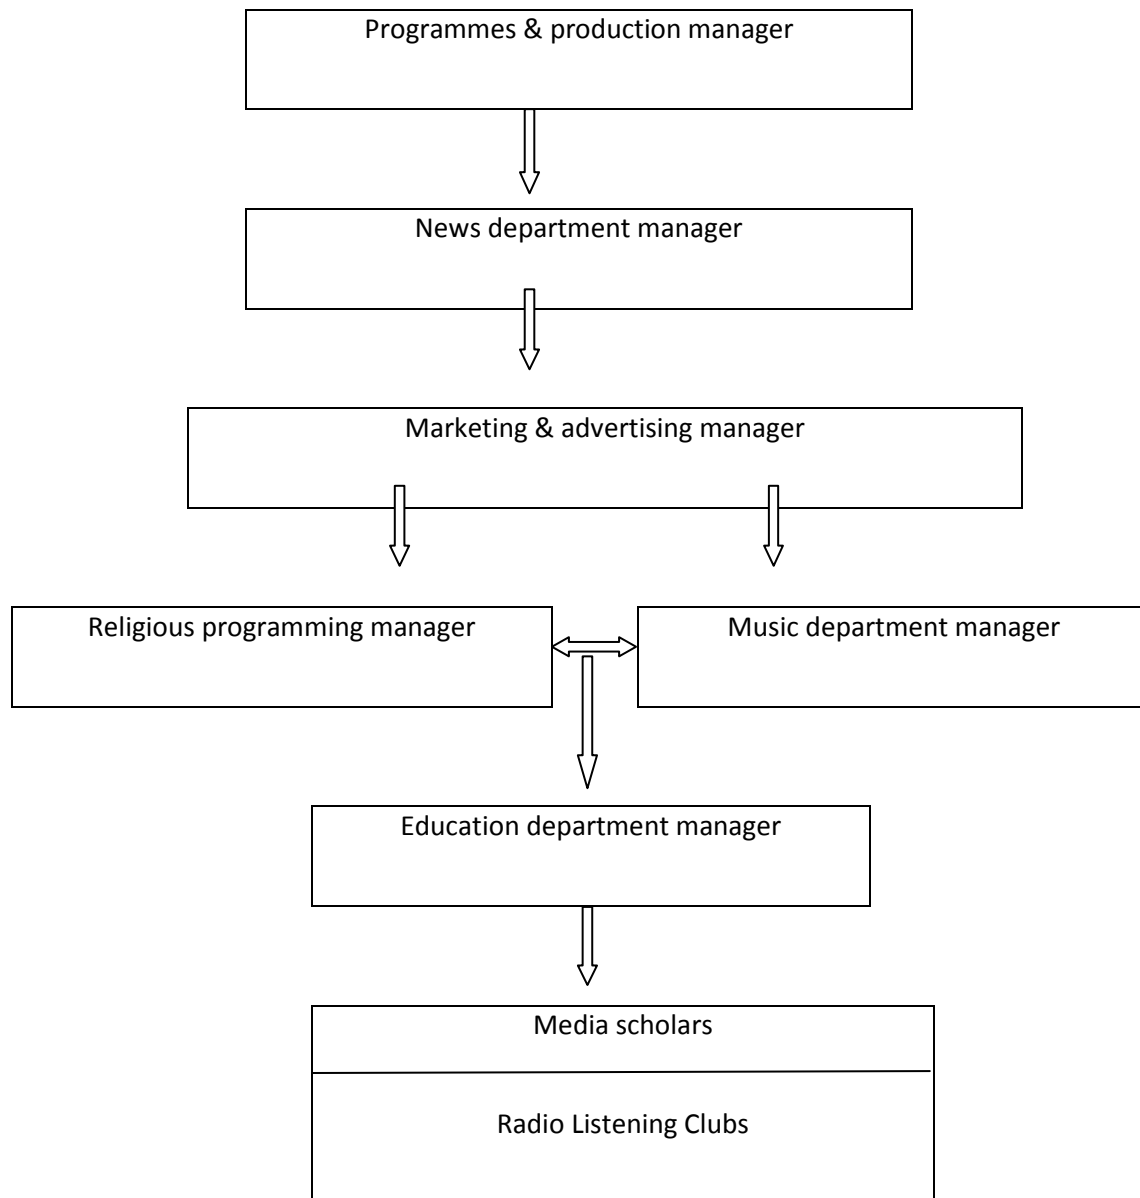 Programmes & production manager
News department manager
Marketing & advertising manager
Religious programming manager
Music department manager
Education department manager
Media scholars
Radio Listening Clubs